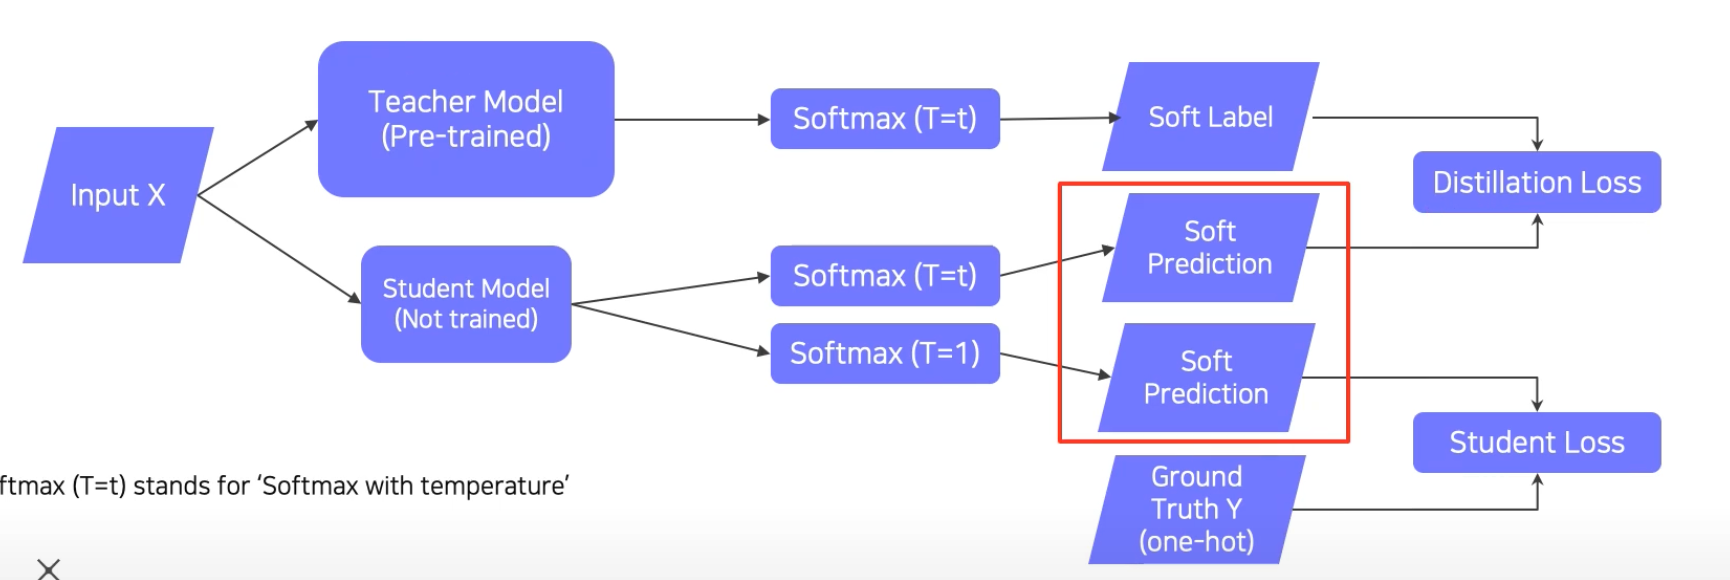 Teacher Model
(Pre-trained)
Softmax (T=t)
Soft Label
Input X
Distillation Loss
Student Model
(Not trained)
Softmax (T=t)
Soft
Prediction
Softmax (T=1)
Soft
Prediction
Student Loss
Ground
Truth Y
(one-hot)
ftmax (T=t) stands for ‘Softmax with temperature’